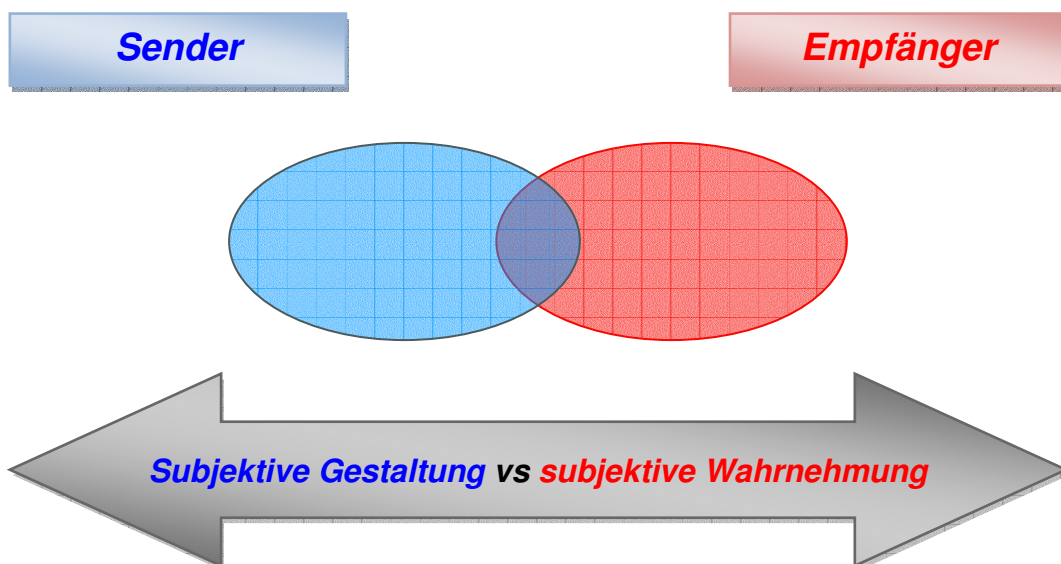 Sender
Empfänger
Subjektive Gestaltung vs subjektive Wahrnehmung